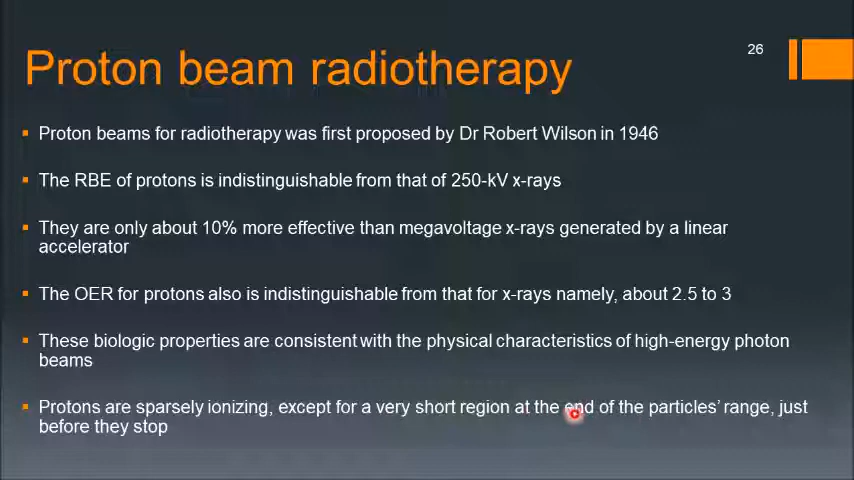 26
Proton beam radiotherapy
Proton beams for radiotherapy was first proposed by Dr Robert Wilson in 1946
The RBE of protons is indistinguishable from that of 250-kV x-rays
They are only about 10% more effective than megavoltage x-rays generated by a linear
accelerator
The OER for protons also is indistinguishable from that for x-rays namely, about 2.5 to 3
These biologic properties are consistent with the physical characteristics of high-energy photon
beams
Protons are sparsely ionizing, except for a very short region at the end of the particles’ range, just
before they stop